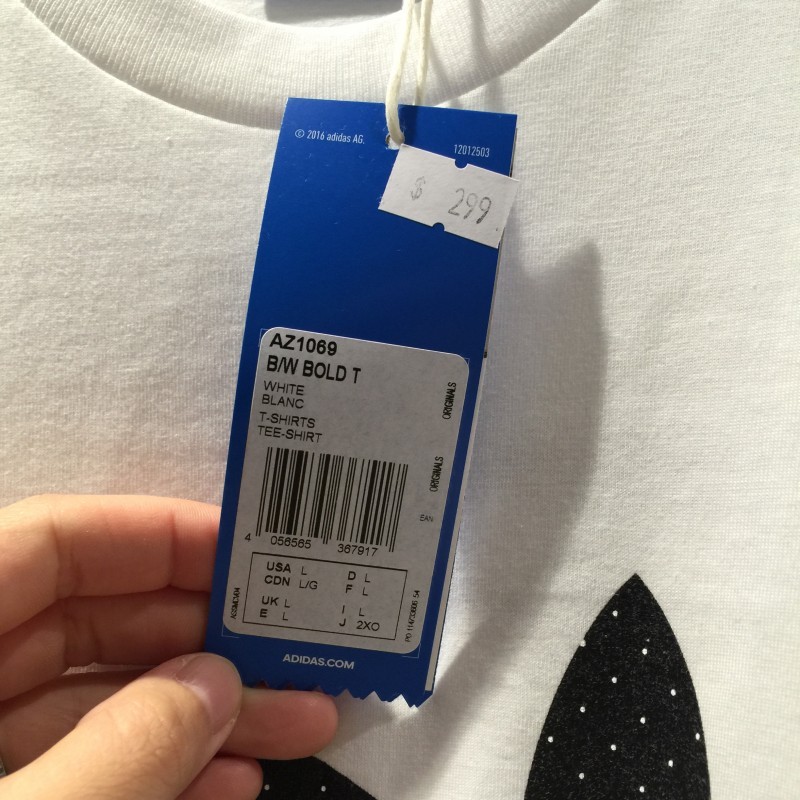 © 2016 adidas AG.
12012503
$ 299
AZ1069
B/W BOLD T
WHITE
BLANC
T-SHIRTS
TEE-SHIRT
ORIGINALS
ORIGINALS
EAN
4 056565 367917
USA L D L
CDN L/G F L
UK L I L
E L J 2XO
ADIDAS.COM